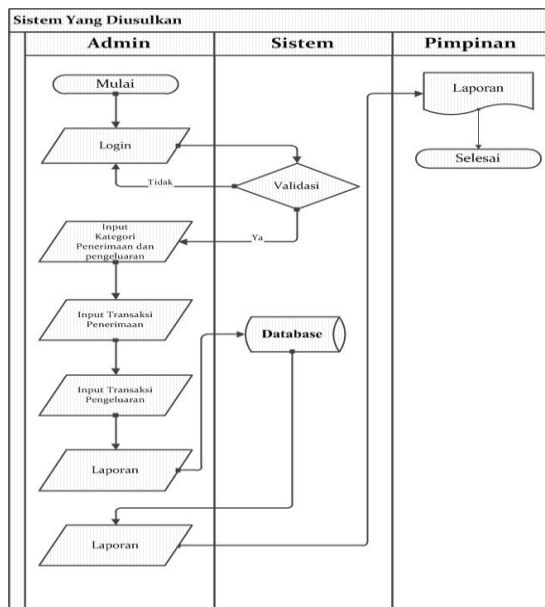 Sistem Yang Diusulkan
Admin
Sistem
Pimpinan
Mulai
Login
Tidak
Validasi
Ya
Input
Kategori
Penerimaan dan
pengeluaran
Input Transaksi
Penerimaan
Database
Input Transaksi
Pengeluaran
Laporan
Laporan
Laporan
Selesai